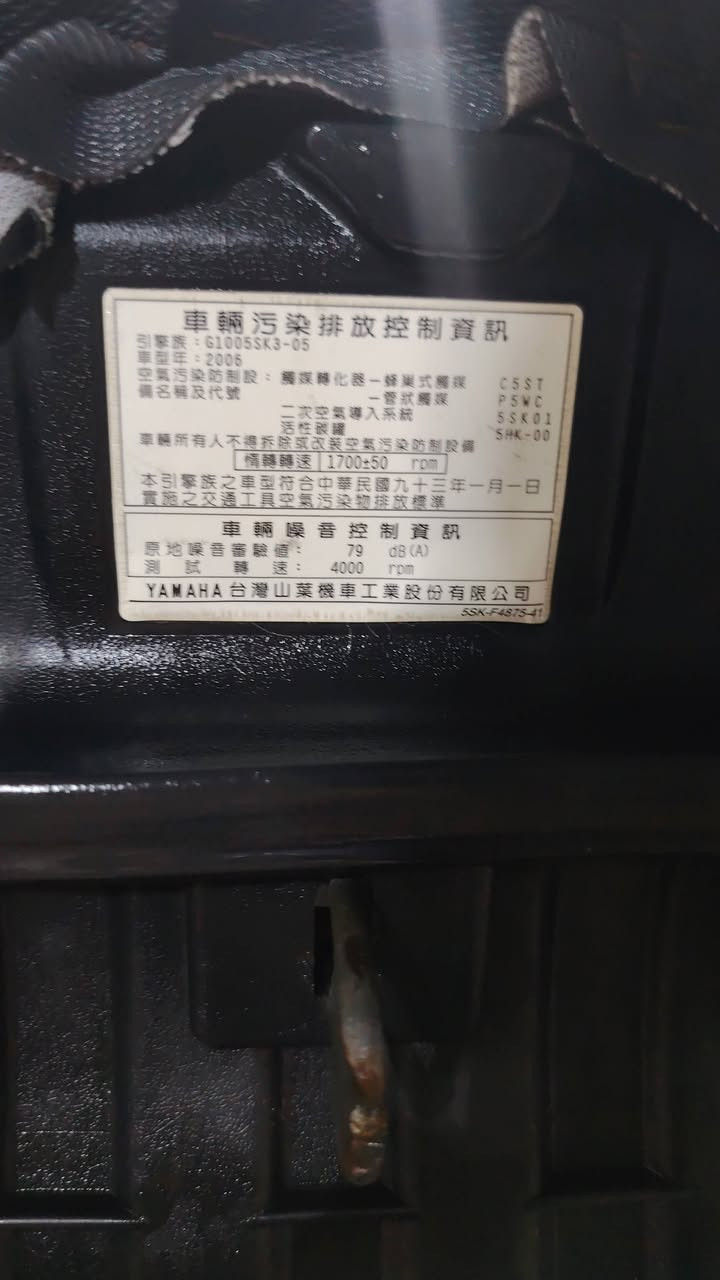 車輛污染排放控制資訊
引擎族：G1005SK3-05
車型年：2006
空氣污染防制設：觸媒轉化器－蜂巢式觸媒 C5ST
備名稱及代號 －管狀觸媒 P5WC
二次空氣導入系統 5SK01
活性碳罐 5HK-00
車輛所有人不得拆除或改裝空氣污染防制設備
惰轉轉速 1700±50 rpm
本引擎族之車型符合中華民國九十三年一月一日
實施之交通工具空氣污染物排放標準
車輛噪音控制資訊
原地噪音審驗值： 79 dB(A)
測試轉速： 4000 rpm
YAMAHA台灣山葉機車工業股份有限公司
5SK-F4875-41